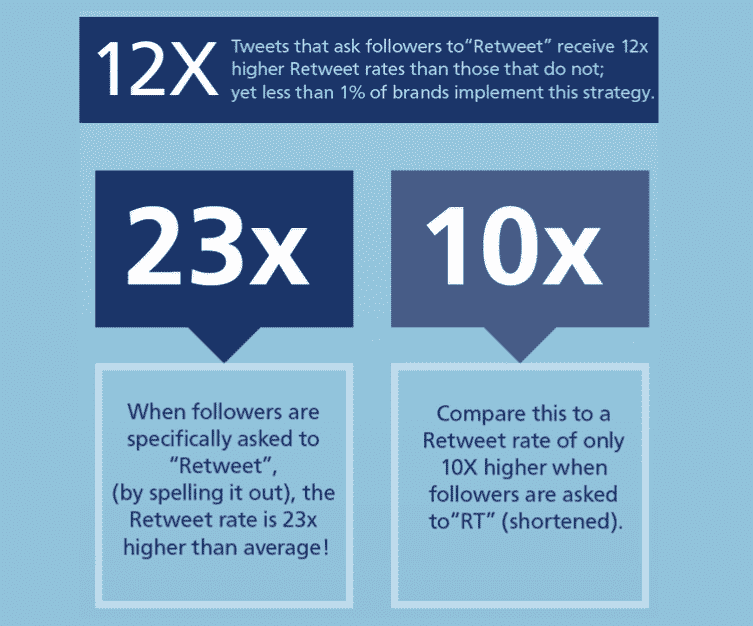 12X
Tweets that ask followers to“Retweet” receive 12x
higher Retweet rates than those that do not;
yet less than 1% of brands implement this strategy.
23x
When followers are
specifically asked to
“Retweet”,
(by spelling it out), the
Retweet rate is 23x
higher than average!
10x
Compare this to a
Retweet rate of only
10X higher when
followers are asked
to“RT” (shortened).